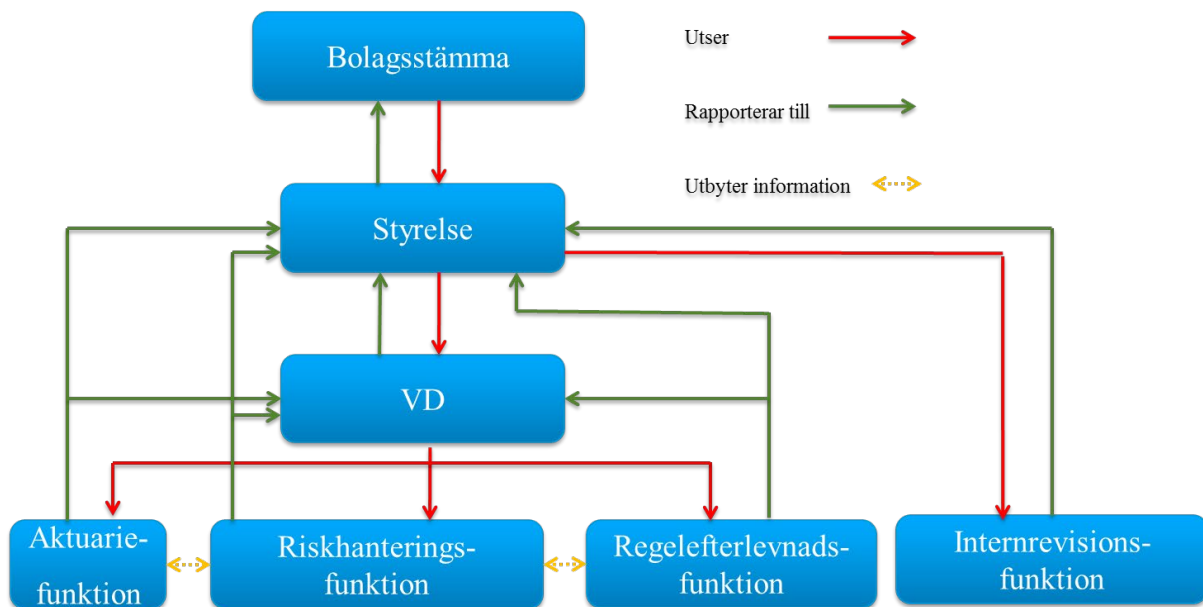 Bolagsstämma
Utser
Rapporterar till
Utbyter information
Styrelse
VD
Aktuarie-
funktion
Riskhanterings-
funktion
Regelefterlevnads-
funktion
Internrevisions-
funktion